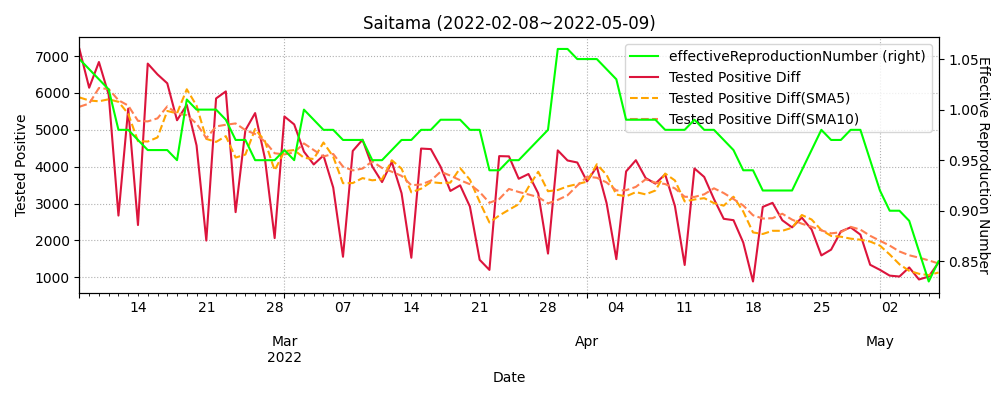 Saitama (2022-02-08~2022-05-09)
effectiveReproductionNumber (right)
Tested Positive Diff
Tested Positive Diff(SMA5)
Tested Positive Diff(SMA10)
Tested Positive
7000
6000
5000
4000
3000
2000
1000
1.05
1.00
0.95
0.90
0.85
Effective Reproduction Number
14 21 28 07 14 21 28 04 11 18 25 02
Mar Apr May
2022
Date